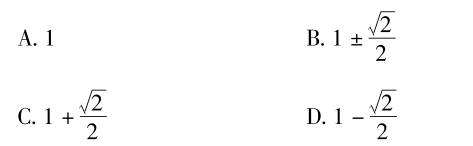 A. 1 B. 1 ± √2/2
C. 1 + √2/2 D. 1 − √2/2